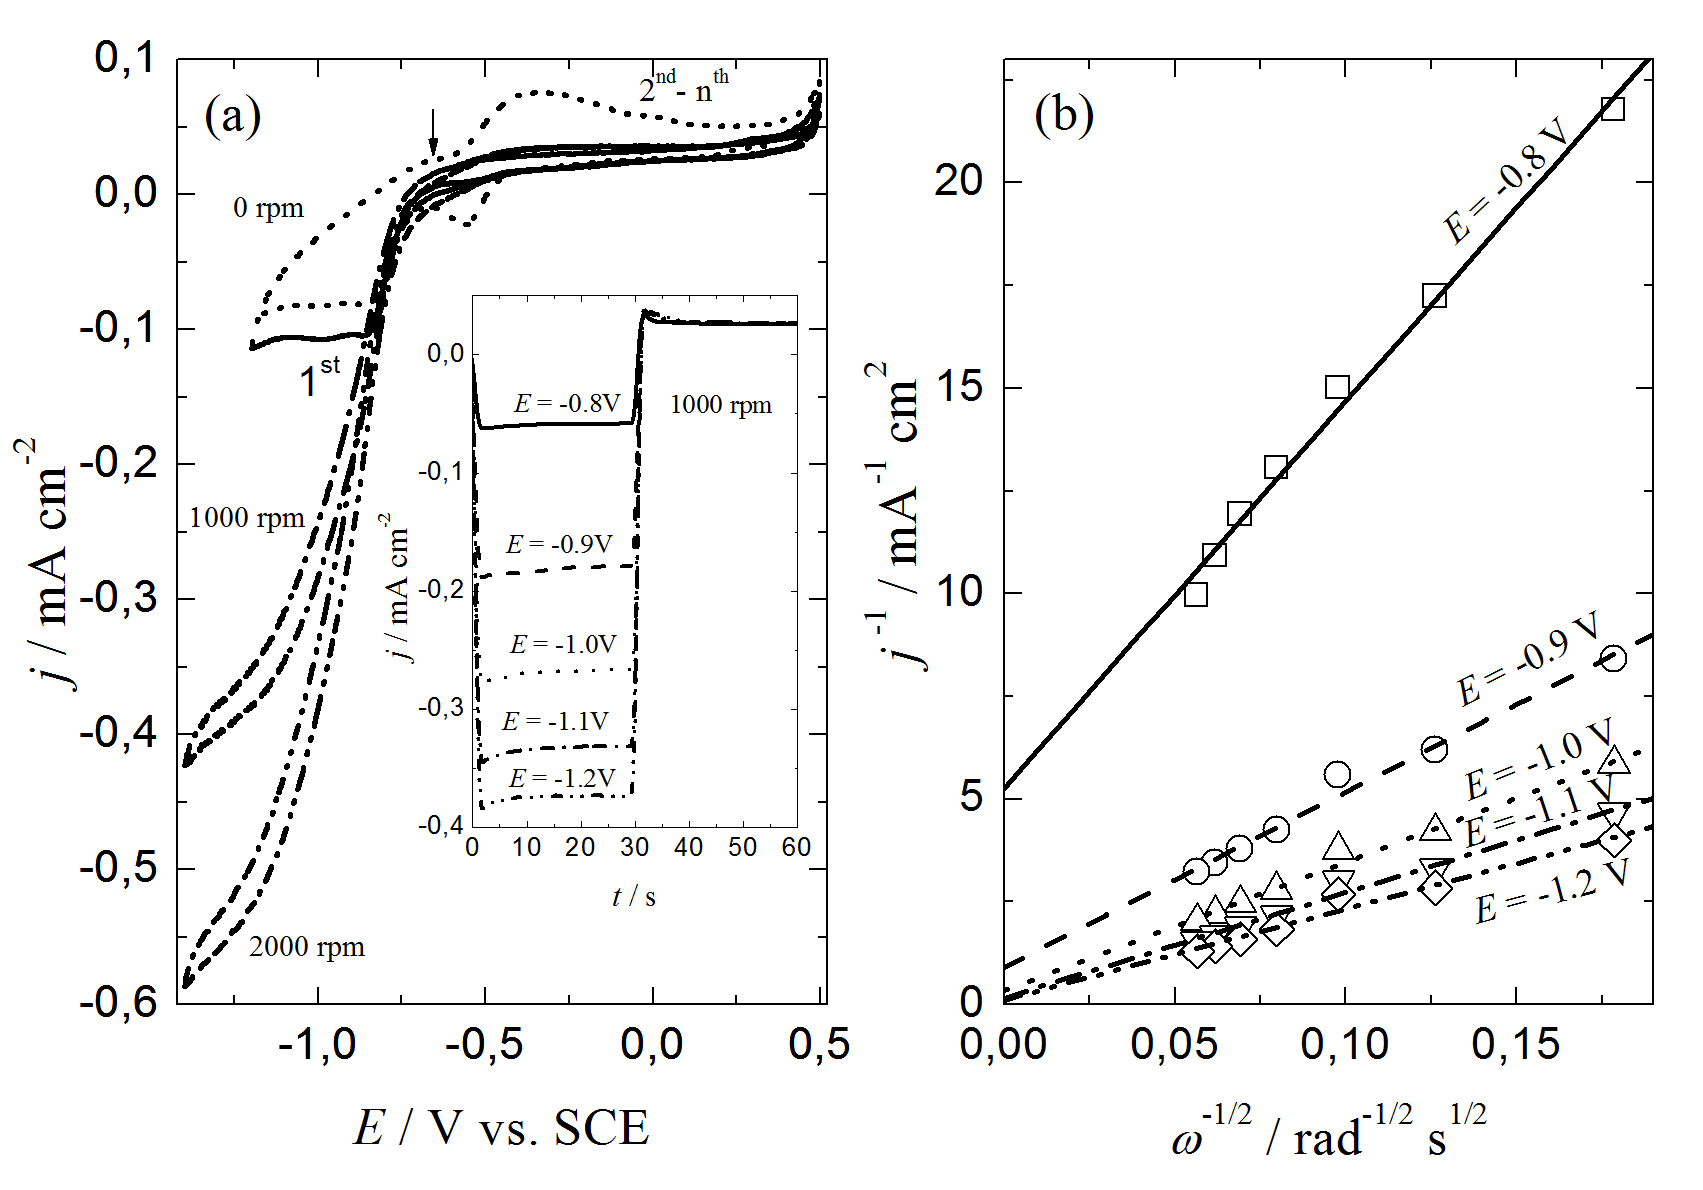 (a)
0,1
0,0
-0,1
-0,2
-0,3
-0,4
-0,5
-0,6
j / mA cm-2
-1,0 -0,5 0,0 0,5
E / V vs. SCE
2nd - nth
0 rpm
1st
1000 rpm
2000 rpm
0,0
-0,1
-0,2
-0,3
-0,4
j / mA cm-2
E = -0.8V
1000 rpm
E = -0.9V
E = -1.0V
E = -1.1V
E = -1.2V
0 10 20 30 40 50 60
t / s
(b)
20
15
10
5
0
j-1 / mA-1 cm2
E = -0.8 V
E = -0.9 V
E = -1.0 V
E = -1.1 V
E = -1.2 V
0,00 0,05 0,10 0,15
ω-1/2 / rad-1/2 s1/2